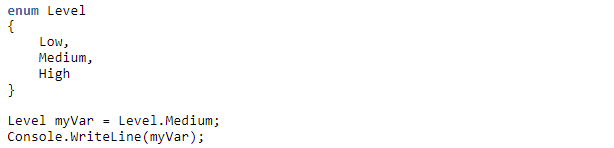 enum Level
{
    Low,
    Medium,
    High
}

Level myVar = Level.Medium;
Console.WriteLine(myVar);